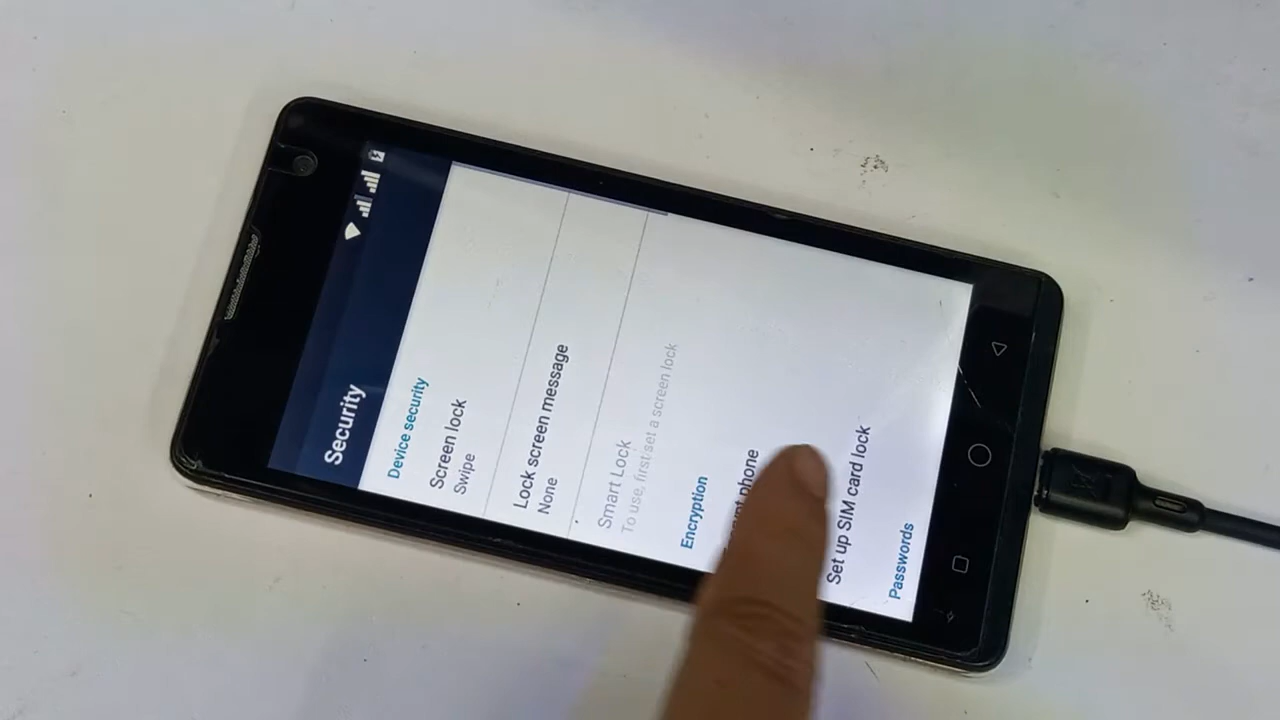 Security
Device security
Screen lock
Swipe
Lock screen message
None
Smart Lock
To use, first set a screen lock
Encryption
phone
Set up SIM card lock
Passwords